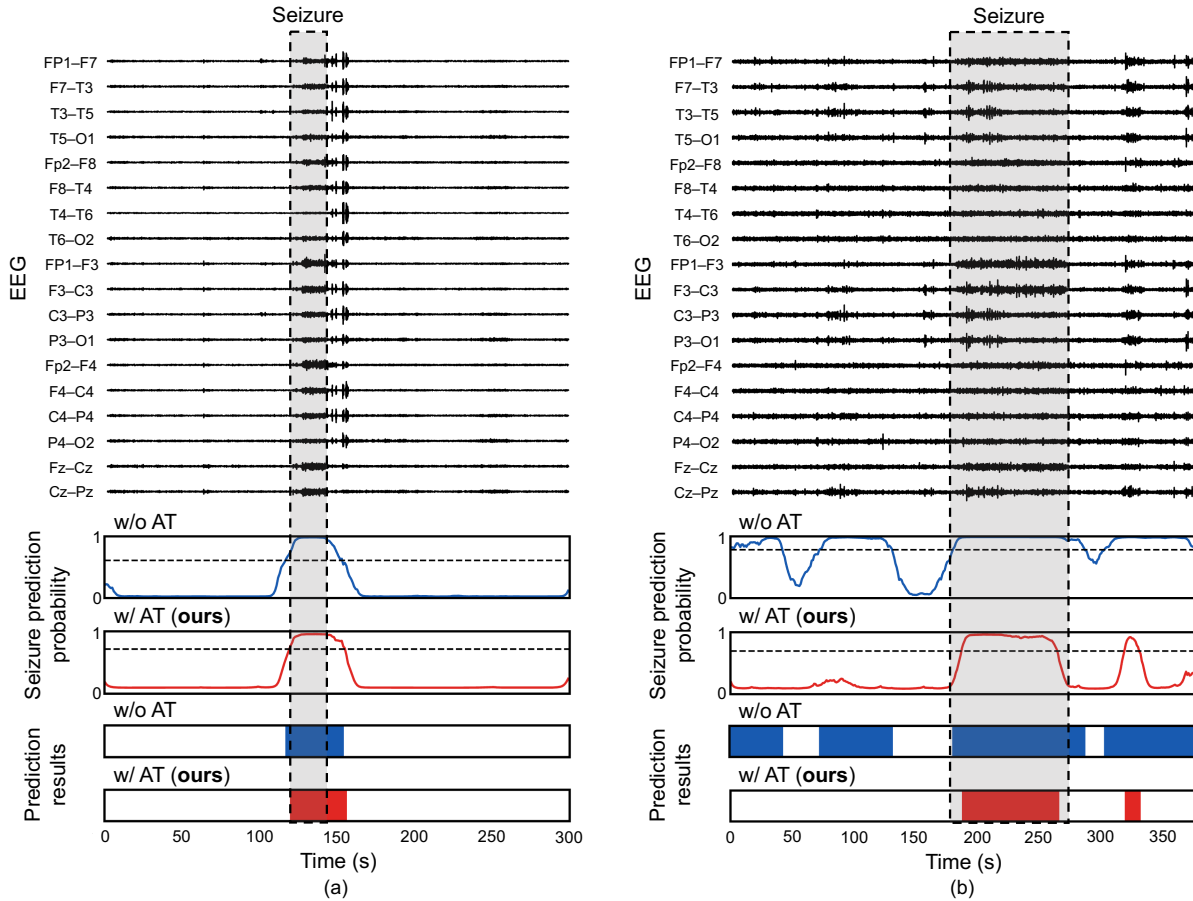 Seizure
EEG
FP1–F7
F7–T3
T3–T5
T5–O1
Fp2–F8
F8–T4
T4–T6
T6–O2
FP1–F3
F3–C3
C3–P3
P3–O1
Fp2–F4
F4–C4
C4–P4
P4–O2
Fz–Cz
Cz–Pz
Seizure prediction
probability
w/o AT
1
0
w/ AT (ours)
1
0
Prediction
results
w/o AT
w/ AT (ours)
0 50 100 150 200 250 300
Time (s)
(a)
Seizure
EEG
FP1–F7
F7–T3
T3–T5
T5–O1
Fp2–F8
F8–T4
T4–T6
T6–O2
FP1–F3
F3–C3
C3–P3
P3–O1
Fp2–F4
F4–C4
C4–P4
P4–O2
Fz–Cz
Cz–Pz
Seizure prediction
probability
w/o AT
1
0
w/ AT (ours)
1
0
Prediction
results
w/o AT
w/ AT (ours)
0 50 100 150 200 250 300 350
Time (s)
(b)